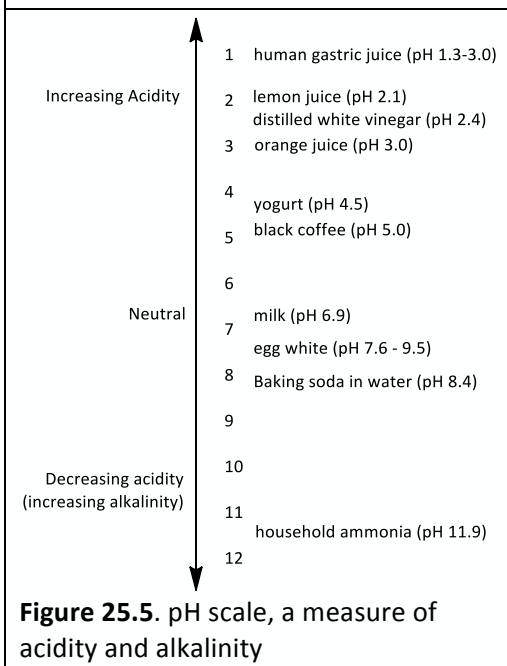 1 human gastric juice (pH 1.3-3.0)
Increasing Acidity
2 lemon juice (pH 2.1)
distilled white vinegar (pH 2.4)
3 orange juice (pH 3.0)
4
yogurt (pH 4.5)
black coffee (pH 5.0)
5
6
Neutral
7 milk (pH 6.9)
egg white (pH 7.6 - 9.5)
8 Baking soda in water (pH 8.4)
9
10
Decreasing acidity
(increasing alkalinity)
11
household ammonia (pH 11.9)
12
Figure 25.5. pH scale, a measure of
acidity and alkalinity